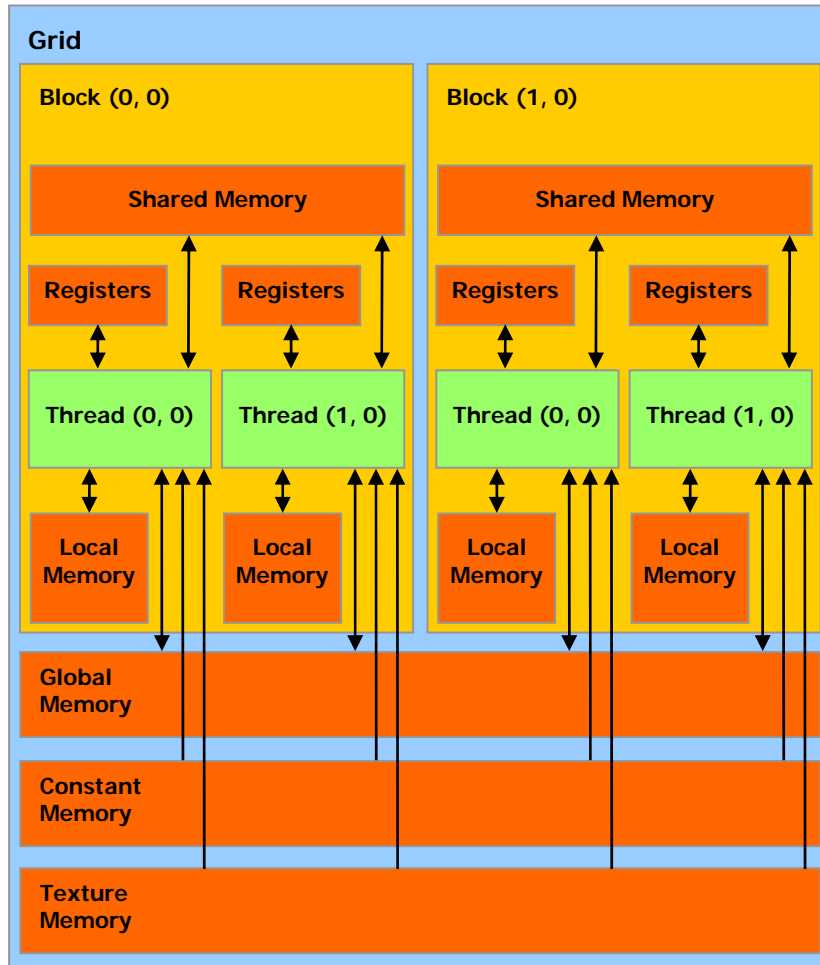 Grid
Block (0, 0)
Block (1, 0)
Shared Memory
Shared Memory
Registers
Registers
Registers
Registers
Thread (0, 0)
Thread (1, 0)
Thread (0, 0)
Thread (1, 0)
Local
Memory
Local
Memory
Local
Memory
Local
Memory
Global
Memory
Constant
Memory
Texture
Memory